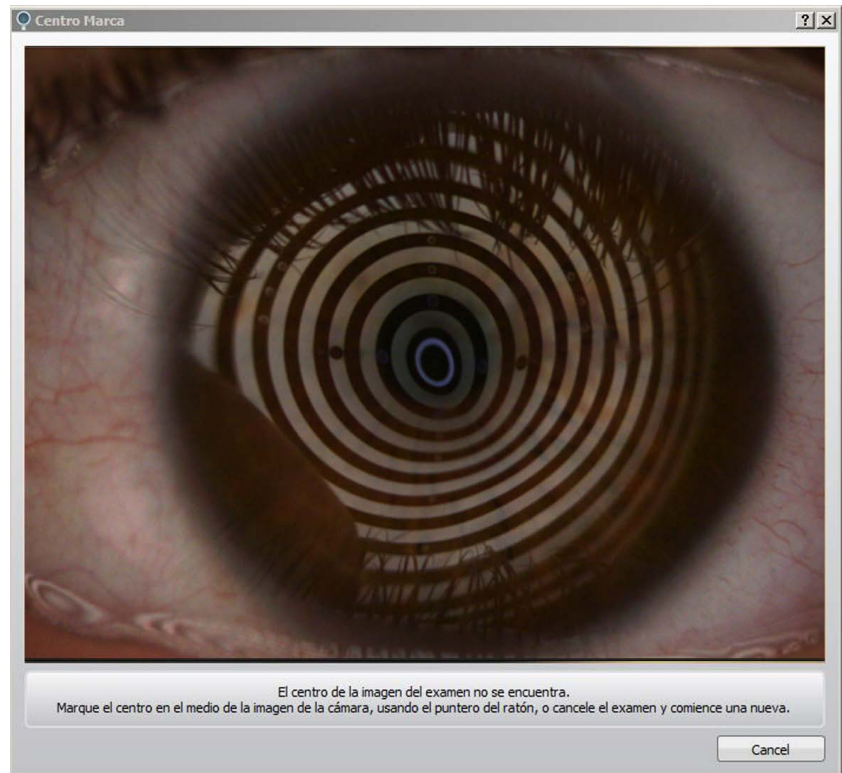 Centro Marca
El centro de la imagen del examen no se encuentra.
Marque el centro en el medio de la imagen de la cámara, usando el puntero del ratón, o cancele el examen y comience una nueva.
Cancel